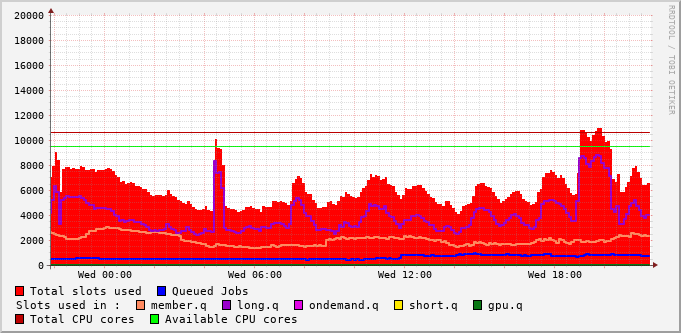 20000
18000
16000
14000
12000
10000
8000
6000
4000
2000
0
Wed 00:00 Wed 06:00 Wed 12:00 Wed 18:00
RRDTOOL / TOBI OETIKER
Total slots used Queued Jobs
Slots used in : member.q long.q ondemand.q short.q gpu.q
Total CPU cores Available CPU cores